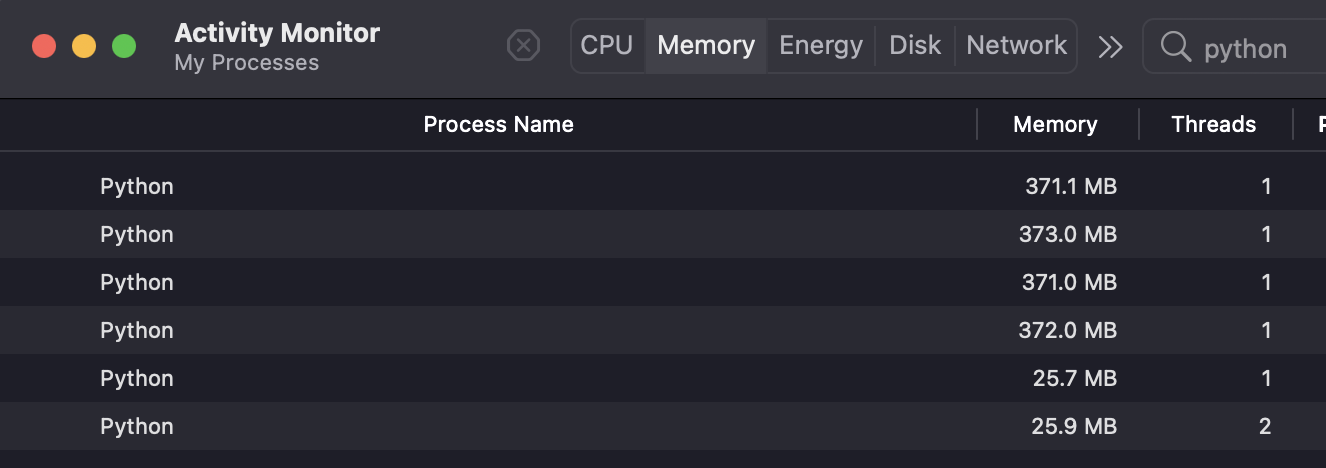 Activity Monitor
My Processes
CPU Memory Energy Disk Network
python
Process Name Memory Threads
Python 371.1 MB 1
Python 373.0 MB 1
Python 371.0 MB 1
Python 372.0 MB 1
Python 25.7 MB 1
Python 25.9 MB 2